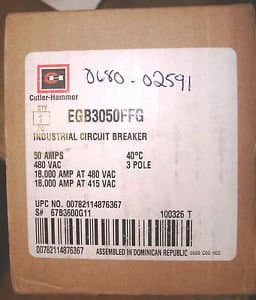 0680-02591
Cutler-Hammer
QTY
1
EGB3050FFG
INDUSTRIAL CIRCUIT BREAKER
50 AMPS 40°C
480 VAC 3 POLE
18,000 AMP AT 480 VAC
18,000 AMP AT 415 VAC
UPC NO. 00782114876367
S# 67B3600G11 100326 T
00782114876367 ASSEMBLED IN DOMINICAN REPUBLIC